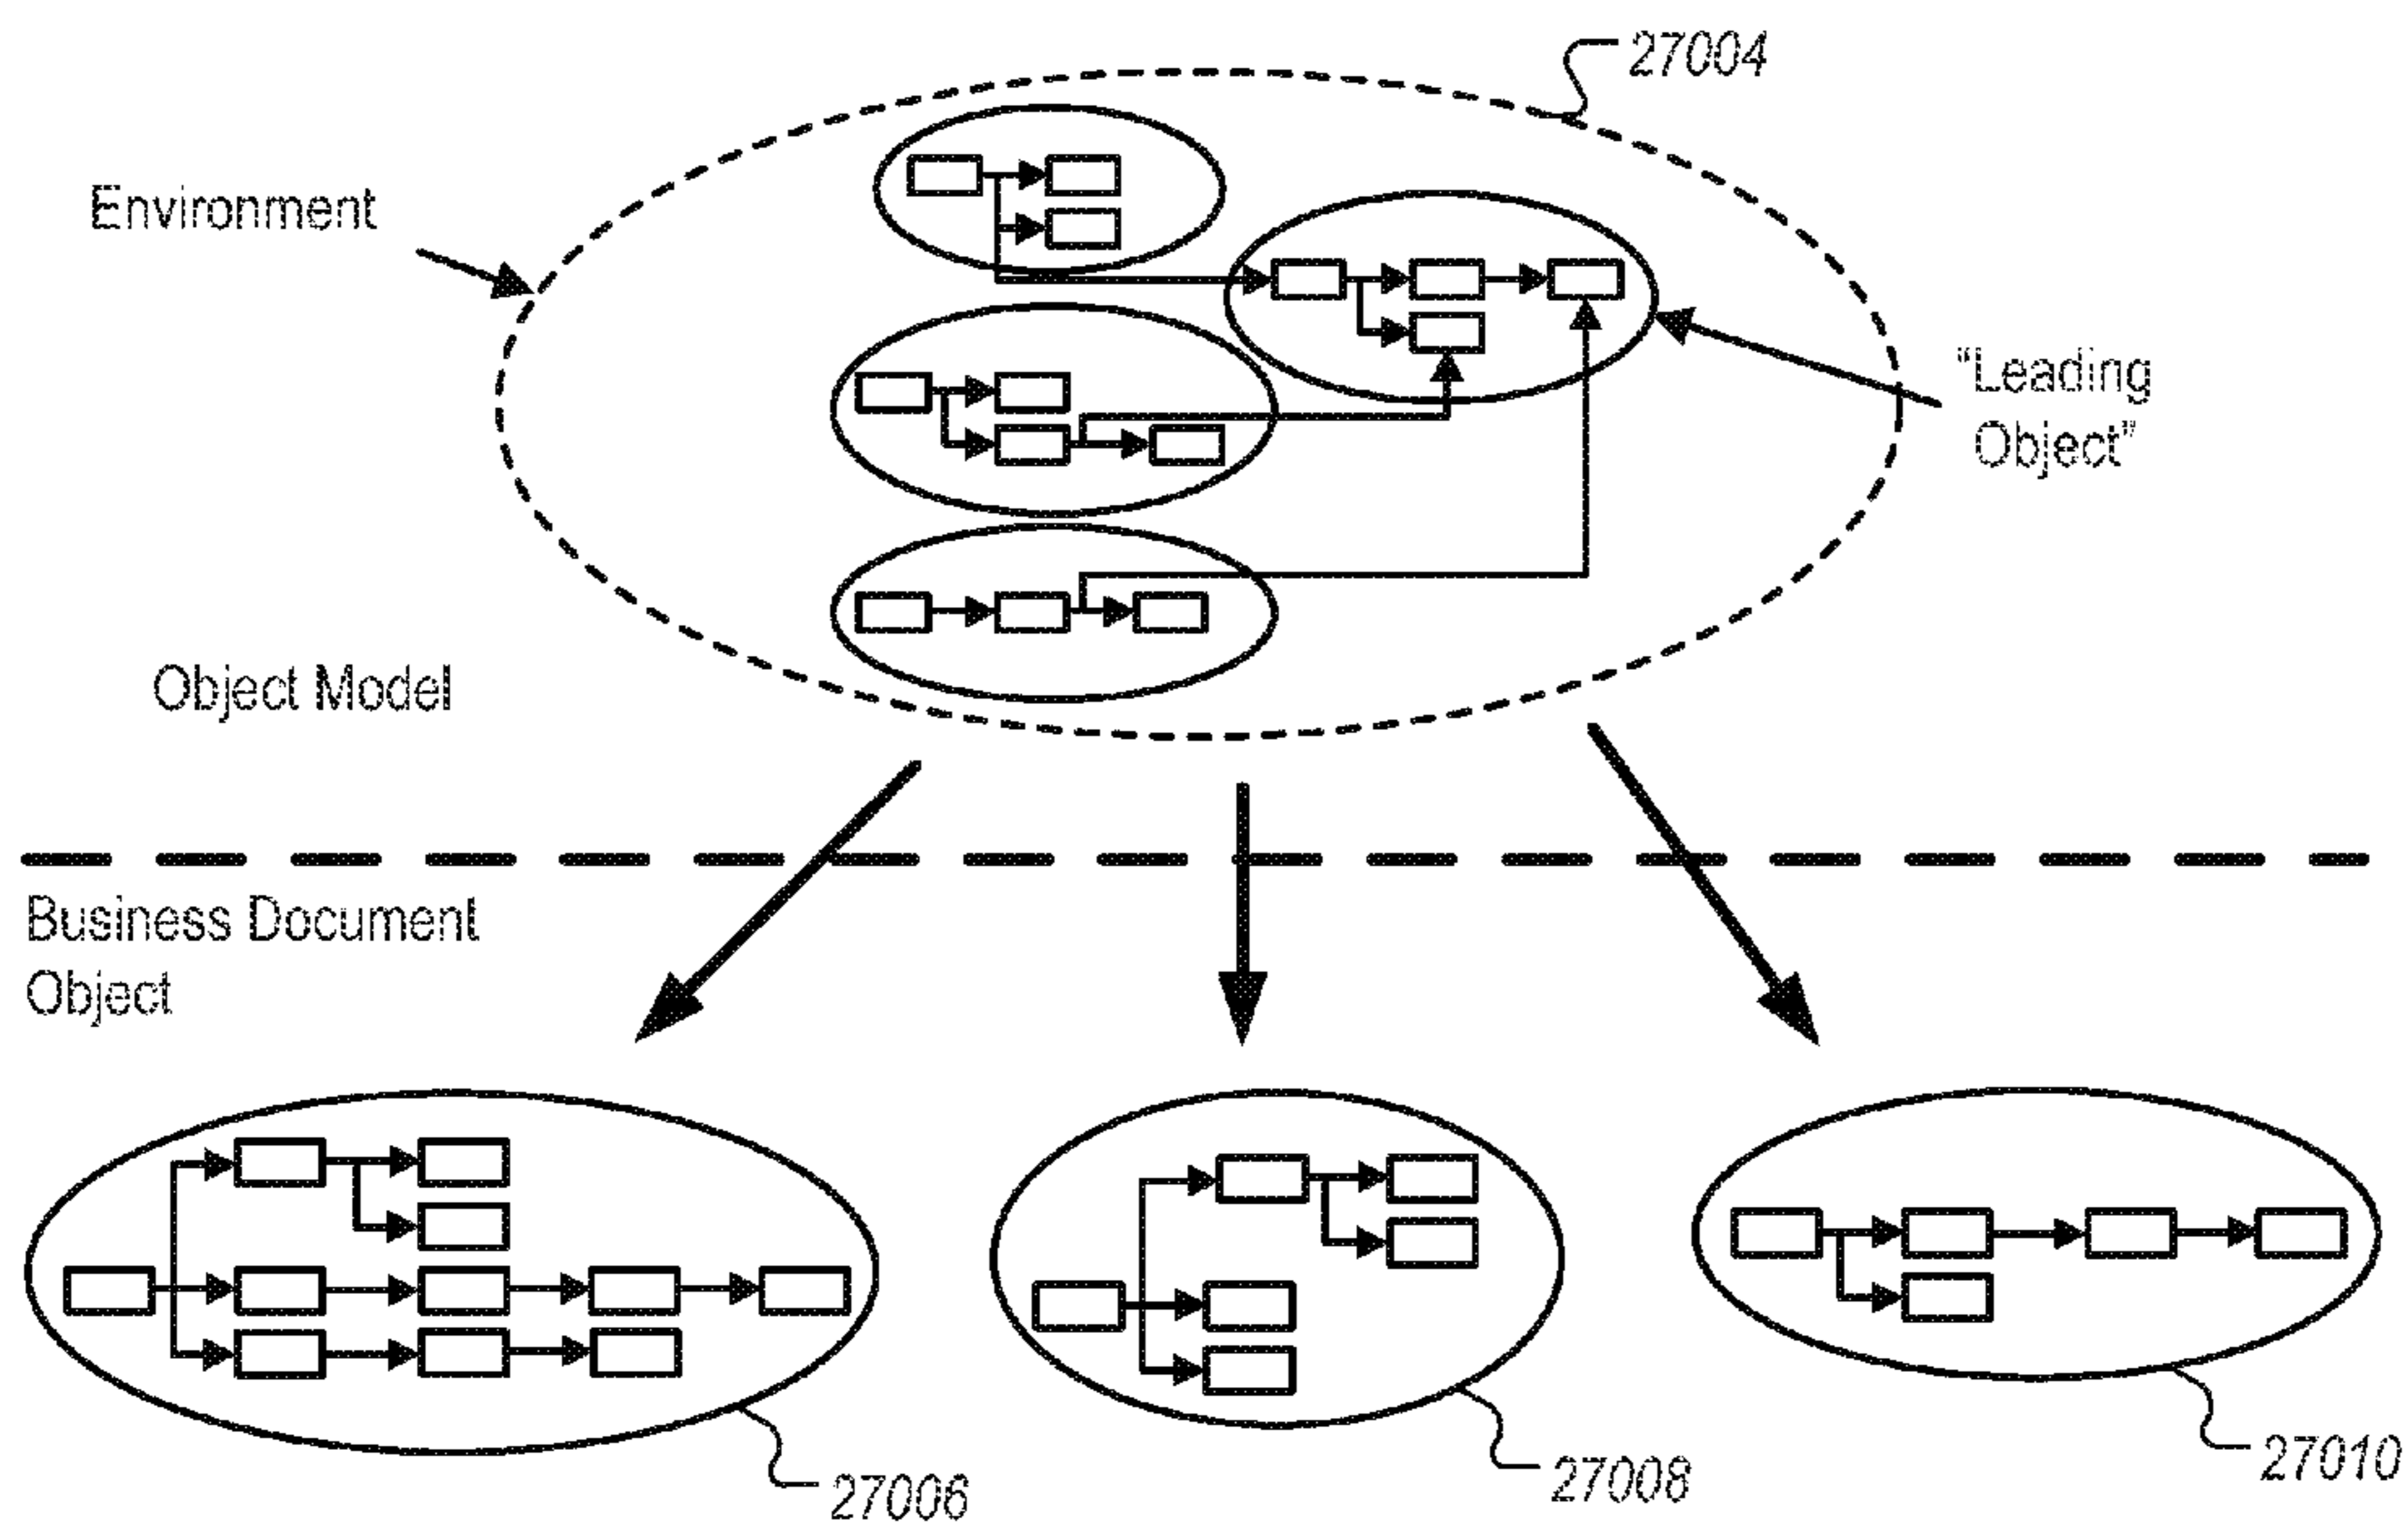 27004
Environment
"Leading
Object"
Object Model
Business Document
Object
27006
27008
27010